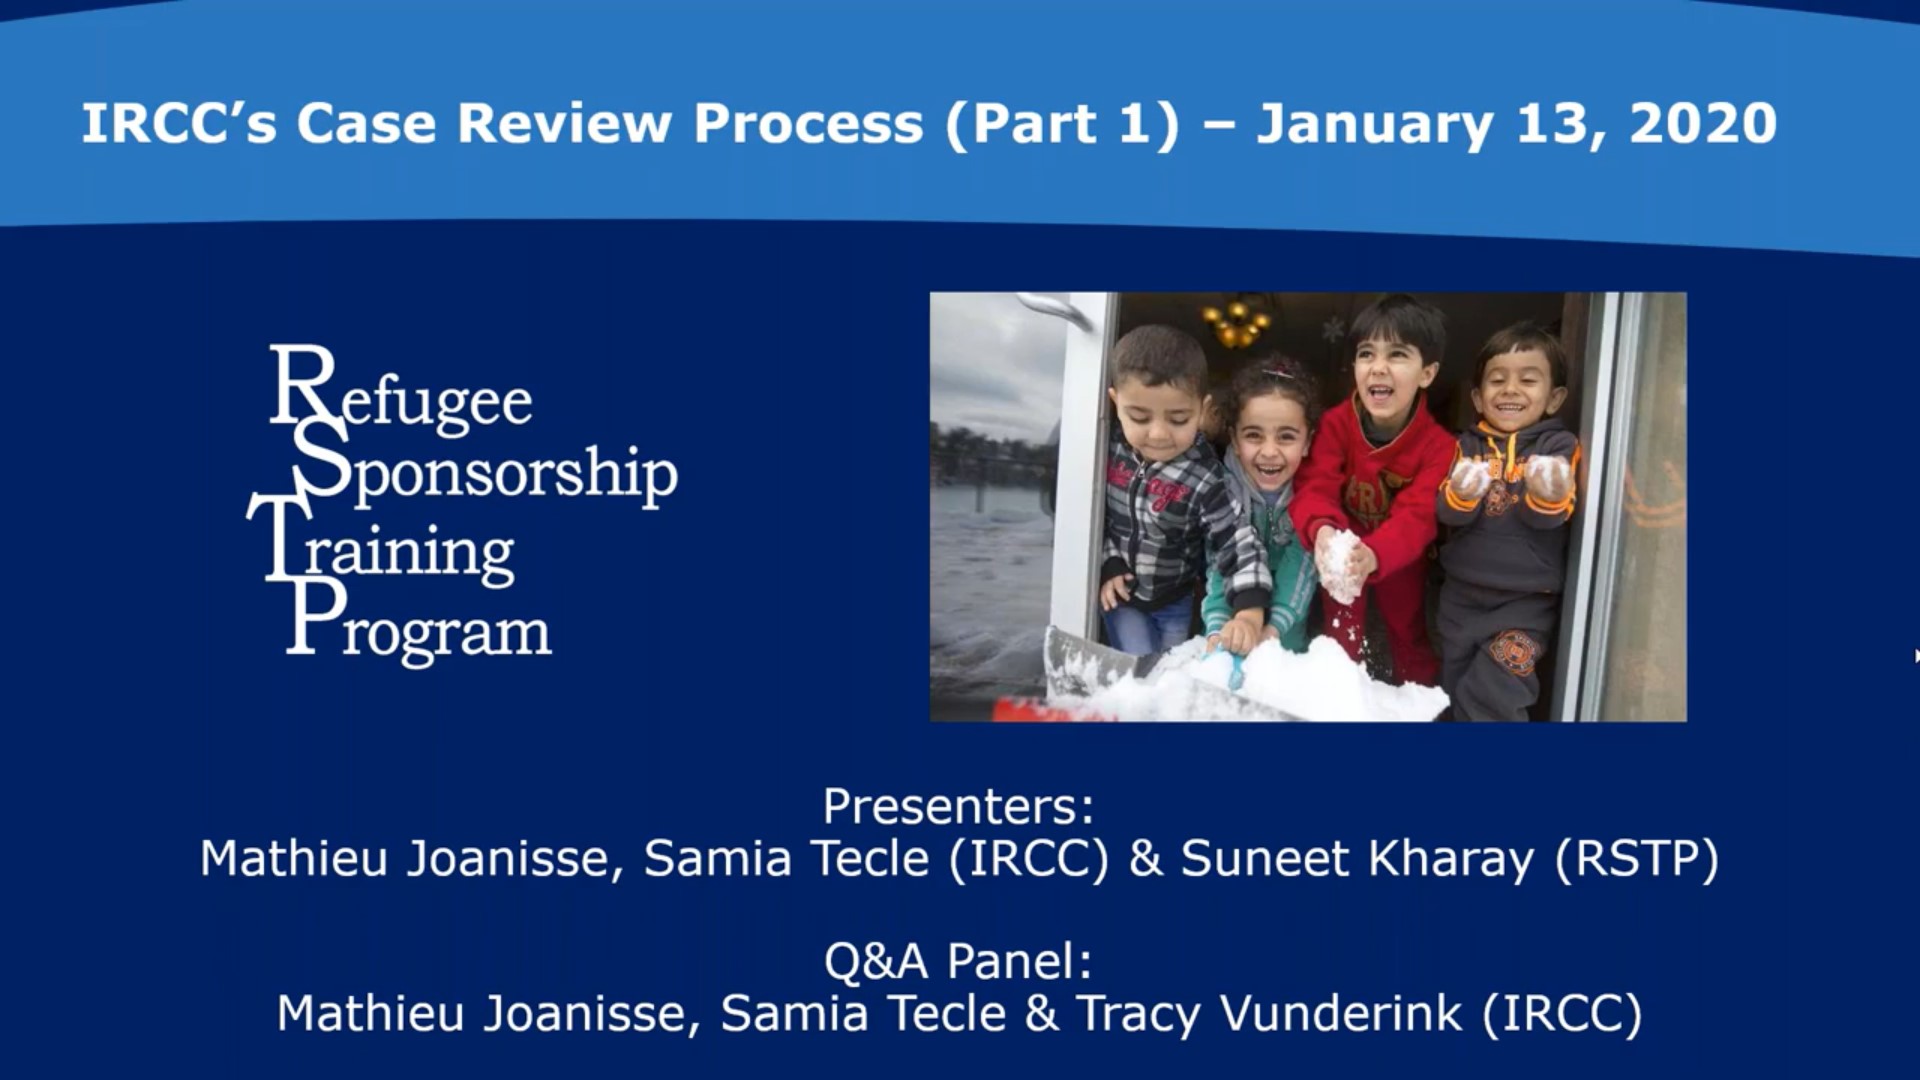 IRCC’s Case Review Process (Part 1) – January 13, 2020
Refugee
Sponsorship
Training
Program
Presenters:
Mathieu Joanisse, Samia Tecle (IRCC) & Suneet Kharay (RSTP)
Q&A Panel:
Mathieu Joanisse, Samia Tecle & Tracy Vunderink (IRCC)